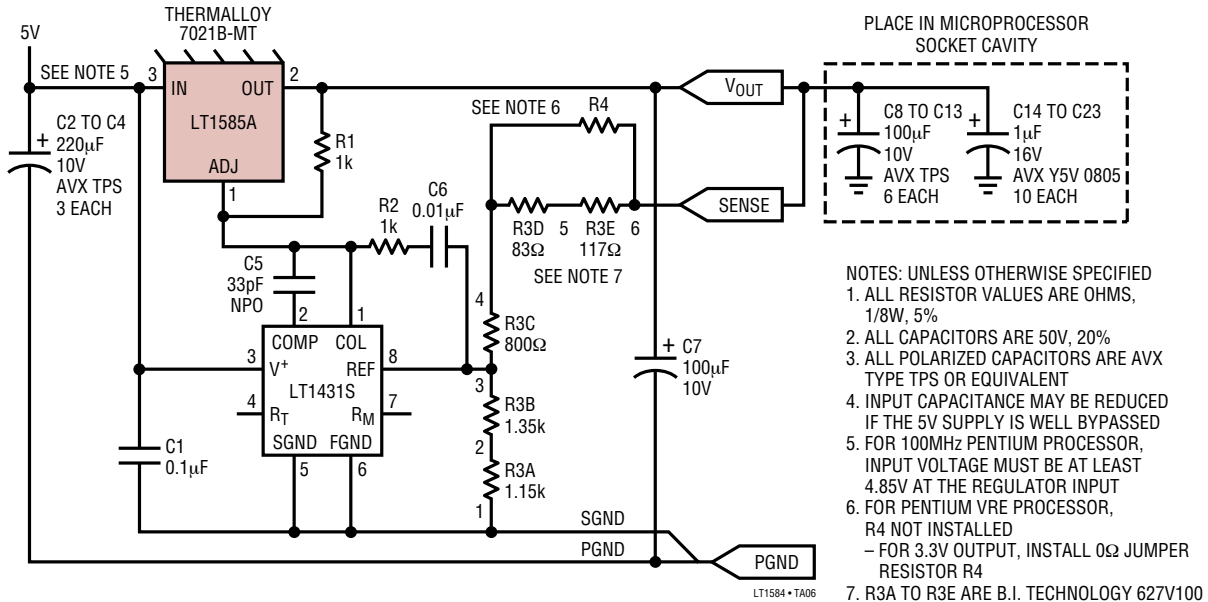 THERMALLOY
7021B-MT
5V
SEE NOTE 5
3
IN
OUT
2
LT1585A
ADJ
1
+
C2 TO C4
220µF
10V
AVX TPS
3 EACH
R1
1k
R2
1k
C6
0.01µF
C5
33pF
NPO
SEE NOTE 6
R4
R3D
83Ω
5
R3E
117Ω
6
SEE NOTE 7
VOUT
SENSE
PLACE IN MICROPROCESSOR
SOCKET CAVITY
+
C8 TO C13
100µF
10V
AVX TPS
6 EACH
+
C14 TO C23
1µF
16V
AVX Y5V 0805
10 EACH
2
1
COMP
COL
3
V+
REF
8
LT1431S
4
RT
RM
7
SGND
FGND
5
6
4
R3C
800Ω
3
R3B
1.35k
2
R3A
1.15k
1
+
C7
100µF
10V
C1
0.1µF
SGND
PGND
PGND
LT1584 • TA06
NOTES: UNLESS OTHERWISE SPECIFIED
1. ALL RESISTOR VALUES ARE OHMS,
1/8W, 5%
2. ALL CAPACITORS ARE 50V, 20%
3. ALL POLARIZED CAPACITORS ARE AVX
TYPE TPS OR EQUIVALENT
4. INPUT CAPACITANCE MAY BE REDUCED
IF THE 5V SUPPLY IS WELL BYPASSED
5. FOR 100MHz PENTIUM PROCESSOR,
INPUT VOLTAGE MUST BE AT LEAST
4.85V AT THE REGULATOR INPUT
6. FOR PENTIUM VRE PROCESSOR,
R4 NOT INSTALLED
– FOR 3.3V OUTPUT, INSTALL 0Ω JUMPER
RESISTOR R4
7. R3A TO R3E ARE B.I. TECHNOLOGY 627V100